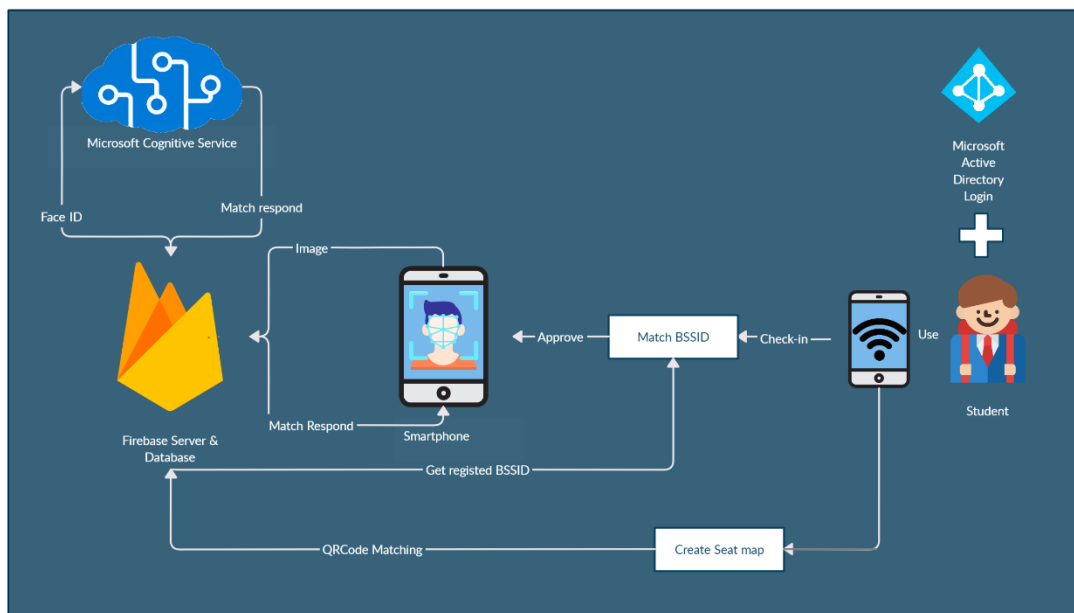 Microsoft Cognitive Service
Microsoft
Active
Directory
Login
Face ID
Match respond
Image
Approve
Match BSSID
Check-in
Use
Student
Match Respond
Smartphone
Firebase Server &
Database
Get registed BSSID
QRCode Matching
Create Seat map